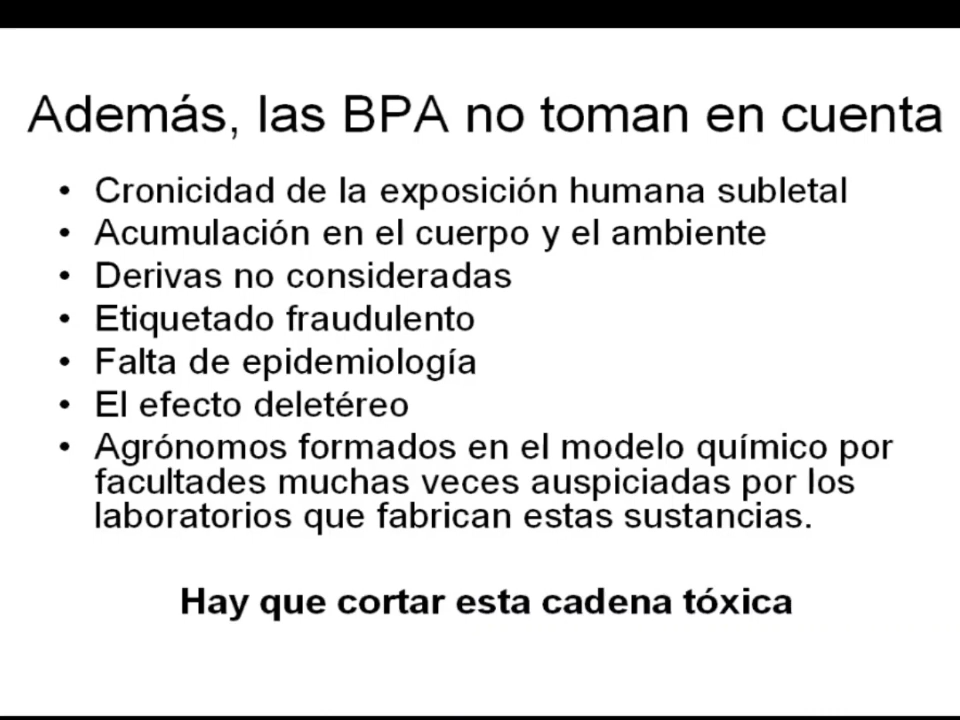 Además, las BPA no toman en cuenta
• Cronicidad de la exposición humana subletal
• Acumulación en el cuerpo y el ambiente
• Derivas no consideradas
• Etiquetado fraudulento
• Falta de epidemiología
• El efecto deletéreo
• Agrónomos formados en el modelo químico por
facultades muchas veces auspiciadas por los
laboratorios que fabrican estas sustancias.
Hay que cortar esta cadena tóxica